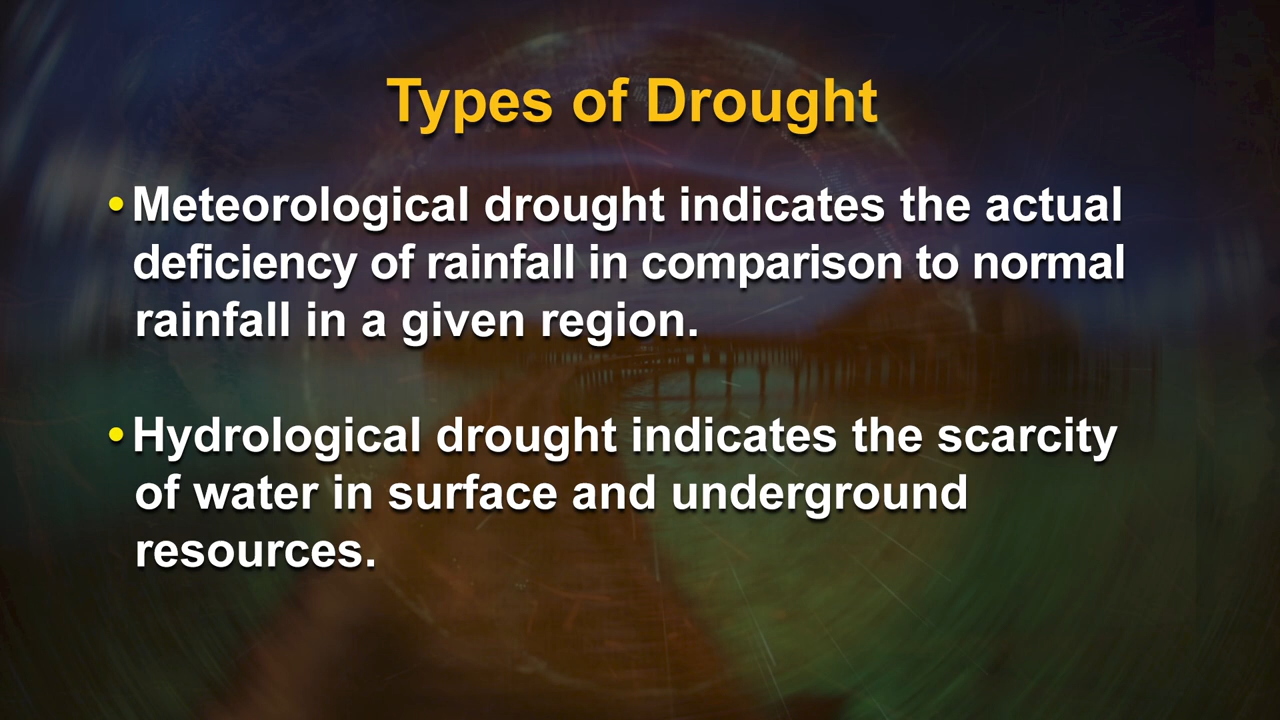 Types of Drought
•Meteorological drought indicates the actual
deficiency of rainfall in comparison to normal
rainfall in a given region.
•Hydrological drought indicates the scarcity
of water in surface and underground
resources.